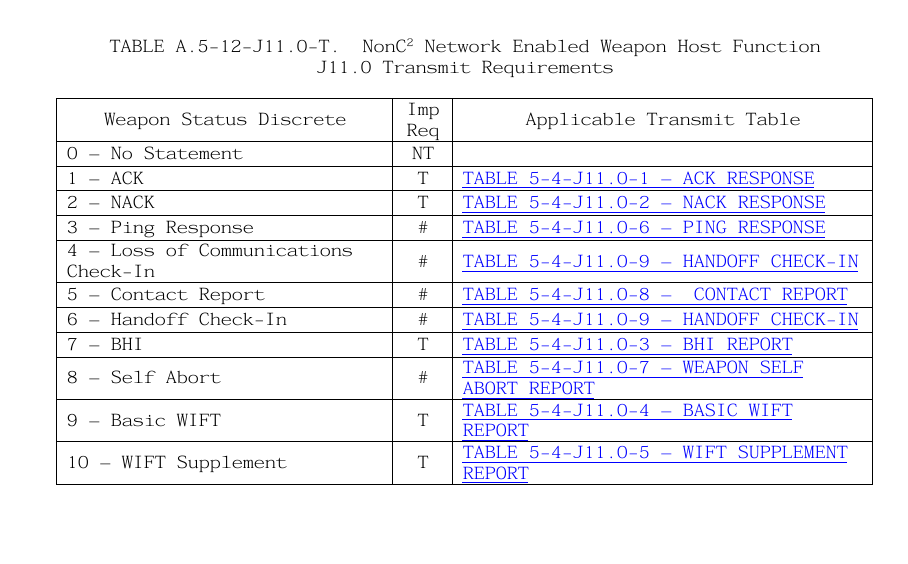 TABLE A.5-12-J11.0-T. NonC² Network Enabled Weapon Host Function
J11.0 Transmit Requirements
Weapon Status Discrete
Imp
Req
Applicable Transmit Table
0 – No Statement
NT
1 – ACK
T
TABLE 5-4-J11.0-1 – ACK RESPONSE
2 – NACK
T
TABLE 5-4-J11.0-2 – NACK RESPONSE
3 – Ping Response
#
TABLE 5-4-J11.0-6 – PING RESPONSE
4 – Loss of Communications
Check-In
#
TABLE 5-4-J11.0-9 – HANDOFF CHECK-IN
5 – Contact Report
#
TABLE 5-4-J11.0-8 – CONTACT REPORT
6 – Handoff Check-In
#
TABLE 5-4-J11.0-9 – HANDOFF CHECK-IN
7 – BHI
T
TABLE 5-4-J11.0-3 – BHI REPORT
8 – Self Abort
#
TABLE 5-4-J11.0-7 – WEAPON SELF
ABORT REPORT
9 – Basic WIFT
T
TABLE 5-4-J11.0-4 – BASIC WIFT
REPORT
10 – WIFT Supplement
T
TABLE 5-4-J11.0-5 – WIFT SUPPLEMENT
REPORT